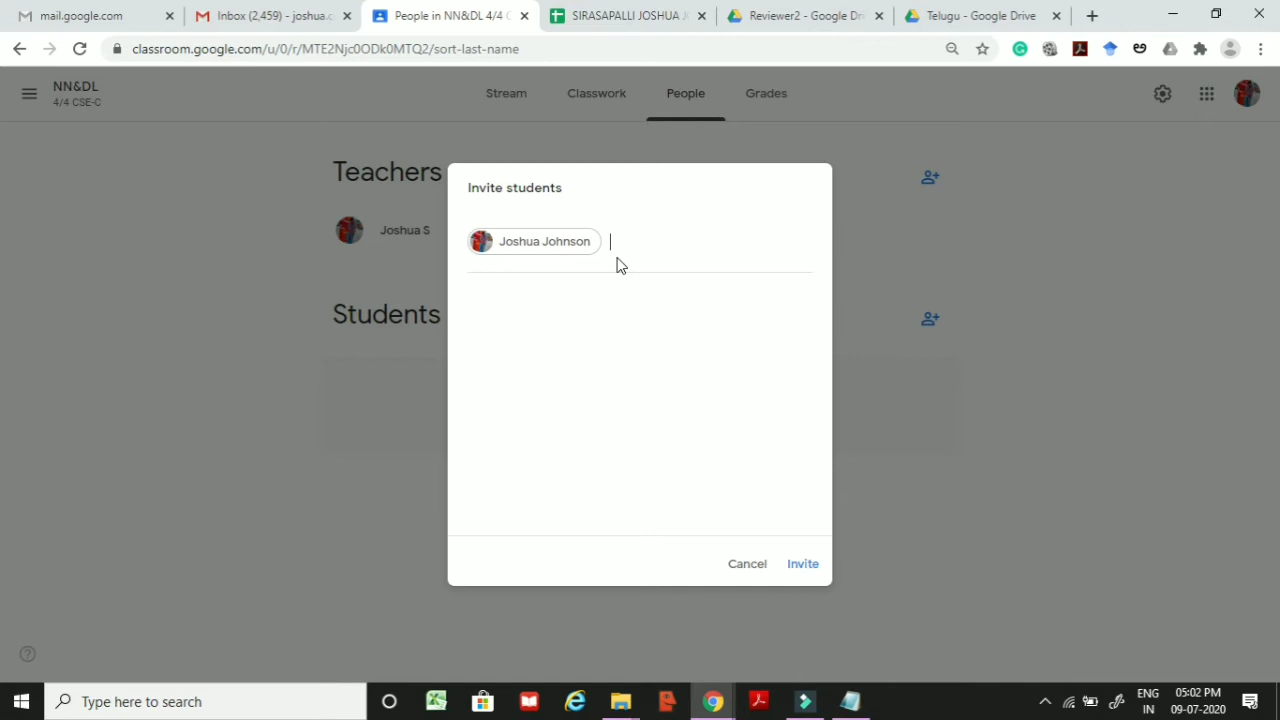 mail.google.com
Inbox (2,459) - joshua.c
People in NN&DL 4/4 C
SIRASAPALLI JOSHUA J
Reviewer2 - Google Dri
Telugu - Google Drive
classroom.google.com/u/0/r/MTE2Njc0ODk0MTQ2/sort-last-name
NN&DL
4/4 CSE-C
Stream
Classwork
People
Grades
Teachers
Joshua S
Students
Invite students
Joshua Johnson
Cancel
Invite
Type here to search
ENG
IN
05:02 PM
09-07-2020